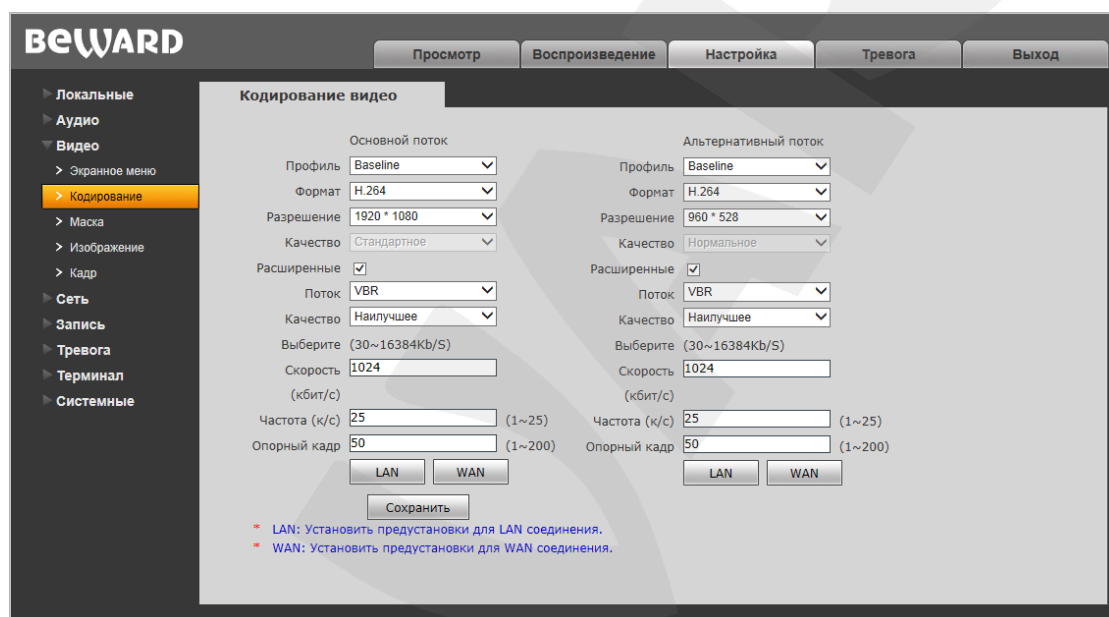 BEWARD
Просмотр Воспроизведение Настройка Тревога Выход
Локальные
Аудио
Видео
> Экранное меню
> Кодирование
> Маска
> Изображение
> Кадр
Сеть
Запись
Тревога
Терминал
Системные
Кодирование видео
Основной поток
Профиль Baseline
Формат H.264
Разрешение 1920 * 1080
Качество Стандартное
Расширенные
Поток VBR
Качество Наилучшее
Выберите (30~16384Kb/S)
Скорость 1024
(кбит/с)
Частота (к/с) 25 (1~25)
Опорный кадр 50 (1~200)
LAN WAN
Альтернативный поток
Профиль Baseline
Формат H.264
Разрешение 960 * 528
Качество Нормальное
Расширенные
Поток VBR
Качество Наилучшее
Выберите (30~16384Kb/S)
Скорость 1024
(кбит/с)
Частота (к/с) 25 (1~25)
Опорный кадр 50 (1~200)
LAN WAN
Сохранить
* LAN: Установить предустановки для LAN соединения.
* WAN: Установить предустановки для WAN соединения.